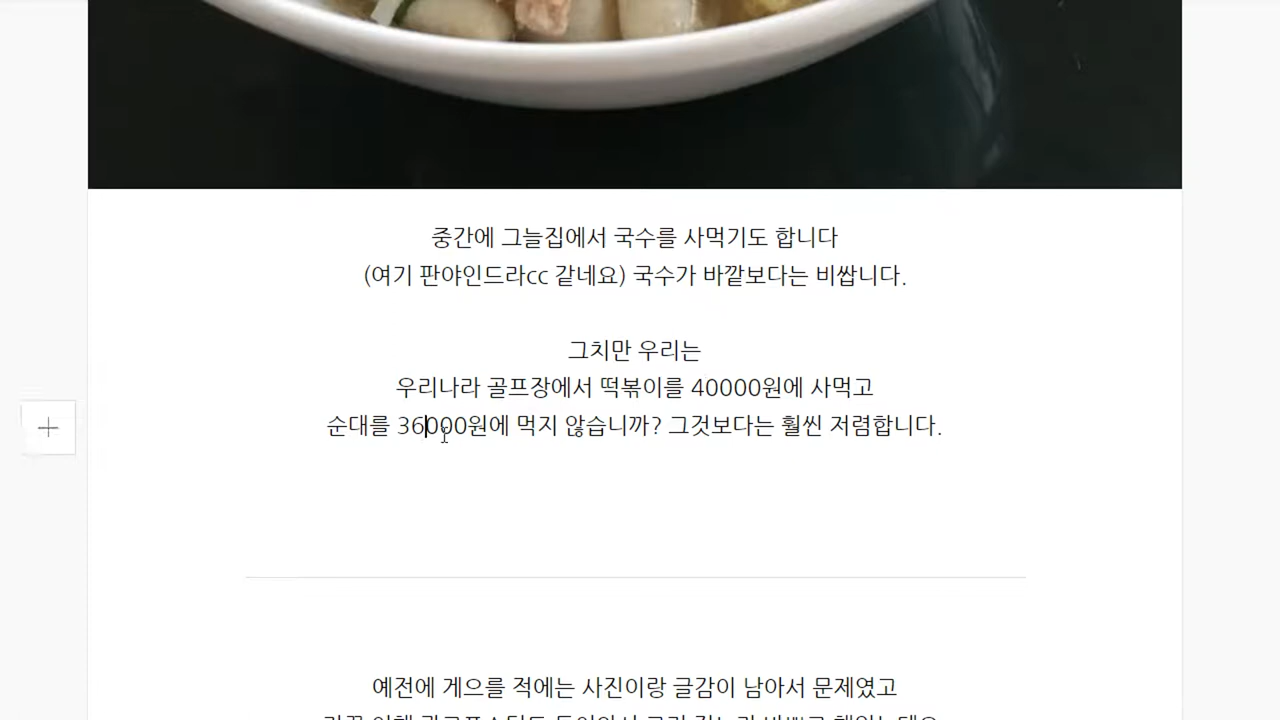 중간에 그늘집에서 국수를 사먹기도 합니다
(여기 판야인드라cc 같네요) 국수가 바깥보다는 비쌉니다.
그치만 우리는
우리나라 골프장에서 떡볶이를 40000원에 사먹고
순대를 36000원에 먹지 않습니까? 그것보다는 훨씬 저렴합니다.
예전에 게으를 적에는 사진이랑 글감이 남아서 문제였고